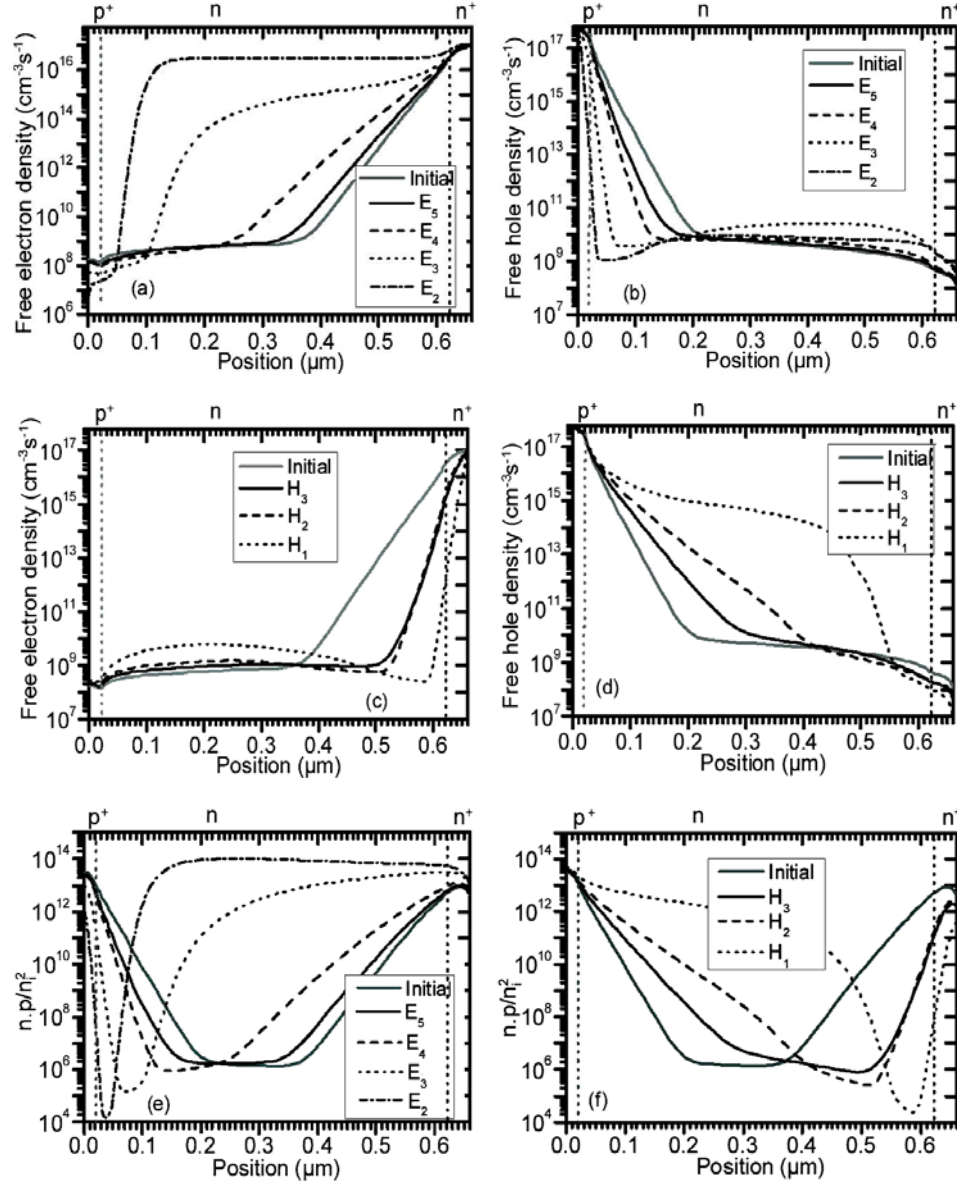 p+ n n+
Free electron density (cm-3s-1)
10^16
10^14
10^12
10^10
10^8
10^6
Initial
E5
E4
E3
E2
(a)
0.0 0.1 0.2 0.3 0.4 0.5 0.6
Position (µm)
p+ n n+
Free hole density (cm-3s-1)
10^17
10^15
10^13
10^11
10^9
10^7
Initial
E5
E4
E3
E2
(b)
0.0 0.1 0.2 0.3 0.4 0.5 0.6
Position (µm)
p+ n n+
Free electron density (cm-3s-1)
10^17
10^15
10^13
10^11
10^9
10^7
Initial
H3
H2
H1
(c)
0.0 0.1 0.2 0.3 0.4 0.5 0.6
Position (µm)
p+ n n+
Free hole density (cm-3s-1)
10^17
10^15
10^13
10^11
10^9
10^7
Initial
H3
H2
H1
(d)
0.0 0.1 0.2 0.3 0.4 0.5 0.6
Position (µm)
p+ n n+
n.p/ni^2
10^14
10^12
10^10
10^8
10^6
10^4
Initial
E5
E4
E3
E2
(e)
0.0 0.1 0.2 0.3 0.4 0.5 0.6
Position (µm)
p+ n n+
n.p/ni^2
10^14
10^12
10^10
10^8
10^6
10^4
Initial
H3
H2
H1
(f)
0.0 0.1 0.2 0.3 0.4 0.5 0.6
Position (µm)